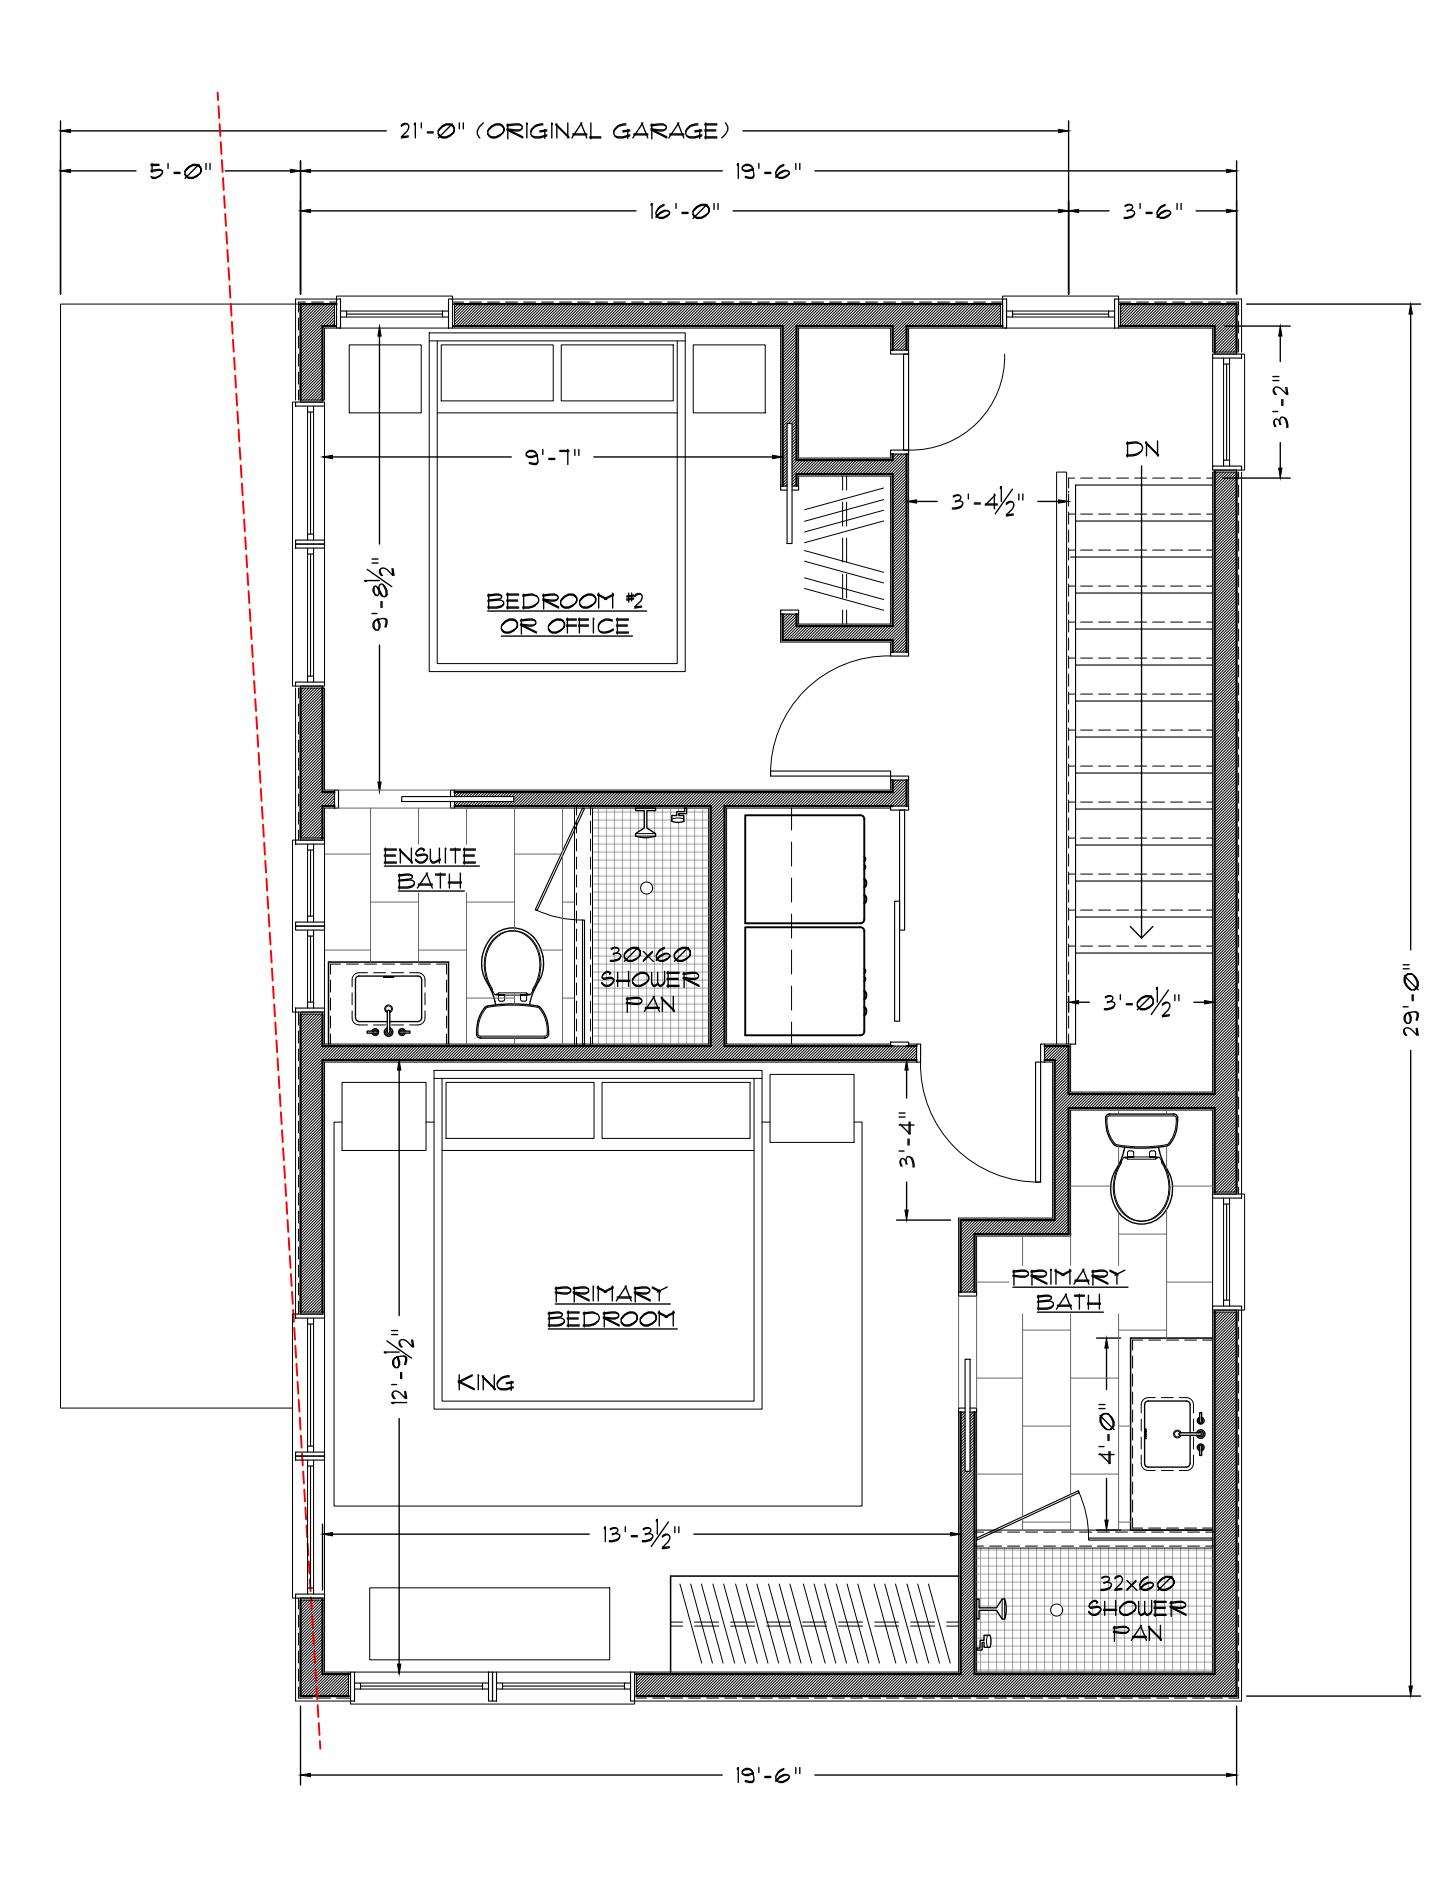 21'-0" (ORIGINAL GARAGE)
5'-0"
19'-6"
16'-0"
3'-6"
3'-2"
DN
9'-7"
3'-4½"
9'-8½"
BEDROOM #2
OR OFFICE
ENSUITE
BATH
30x60
SHOWER
PAN
3'-0½"
29'-0"
3'-4"
PRIMARY
BATH
PRIMARY
BEDROOM
12'-9½"
KING
4'-0"
13'-3½"
32x60
SHOWER
PAN
19'-6"